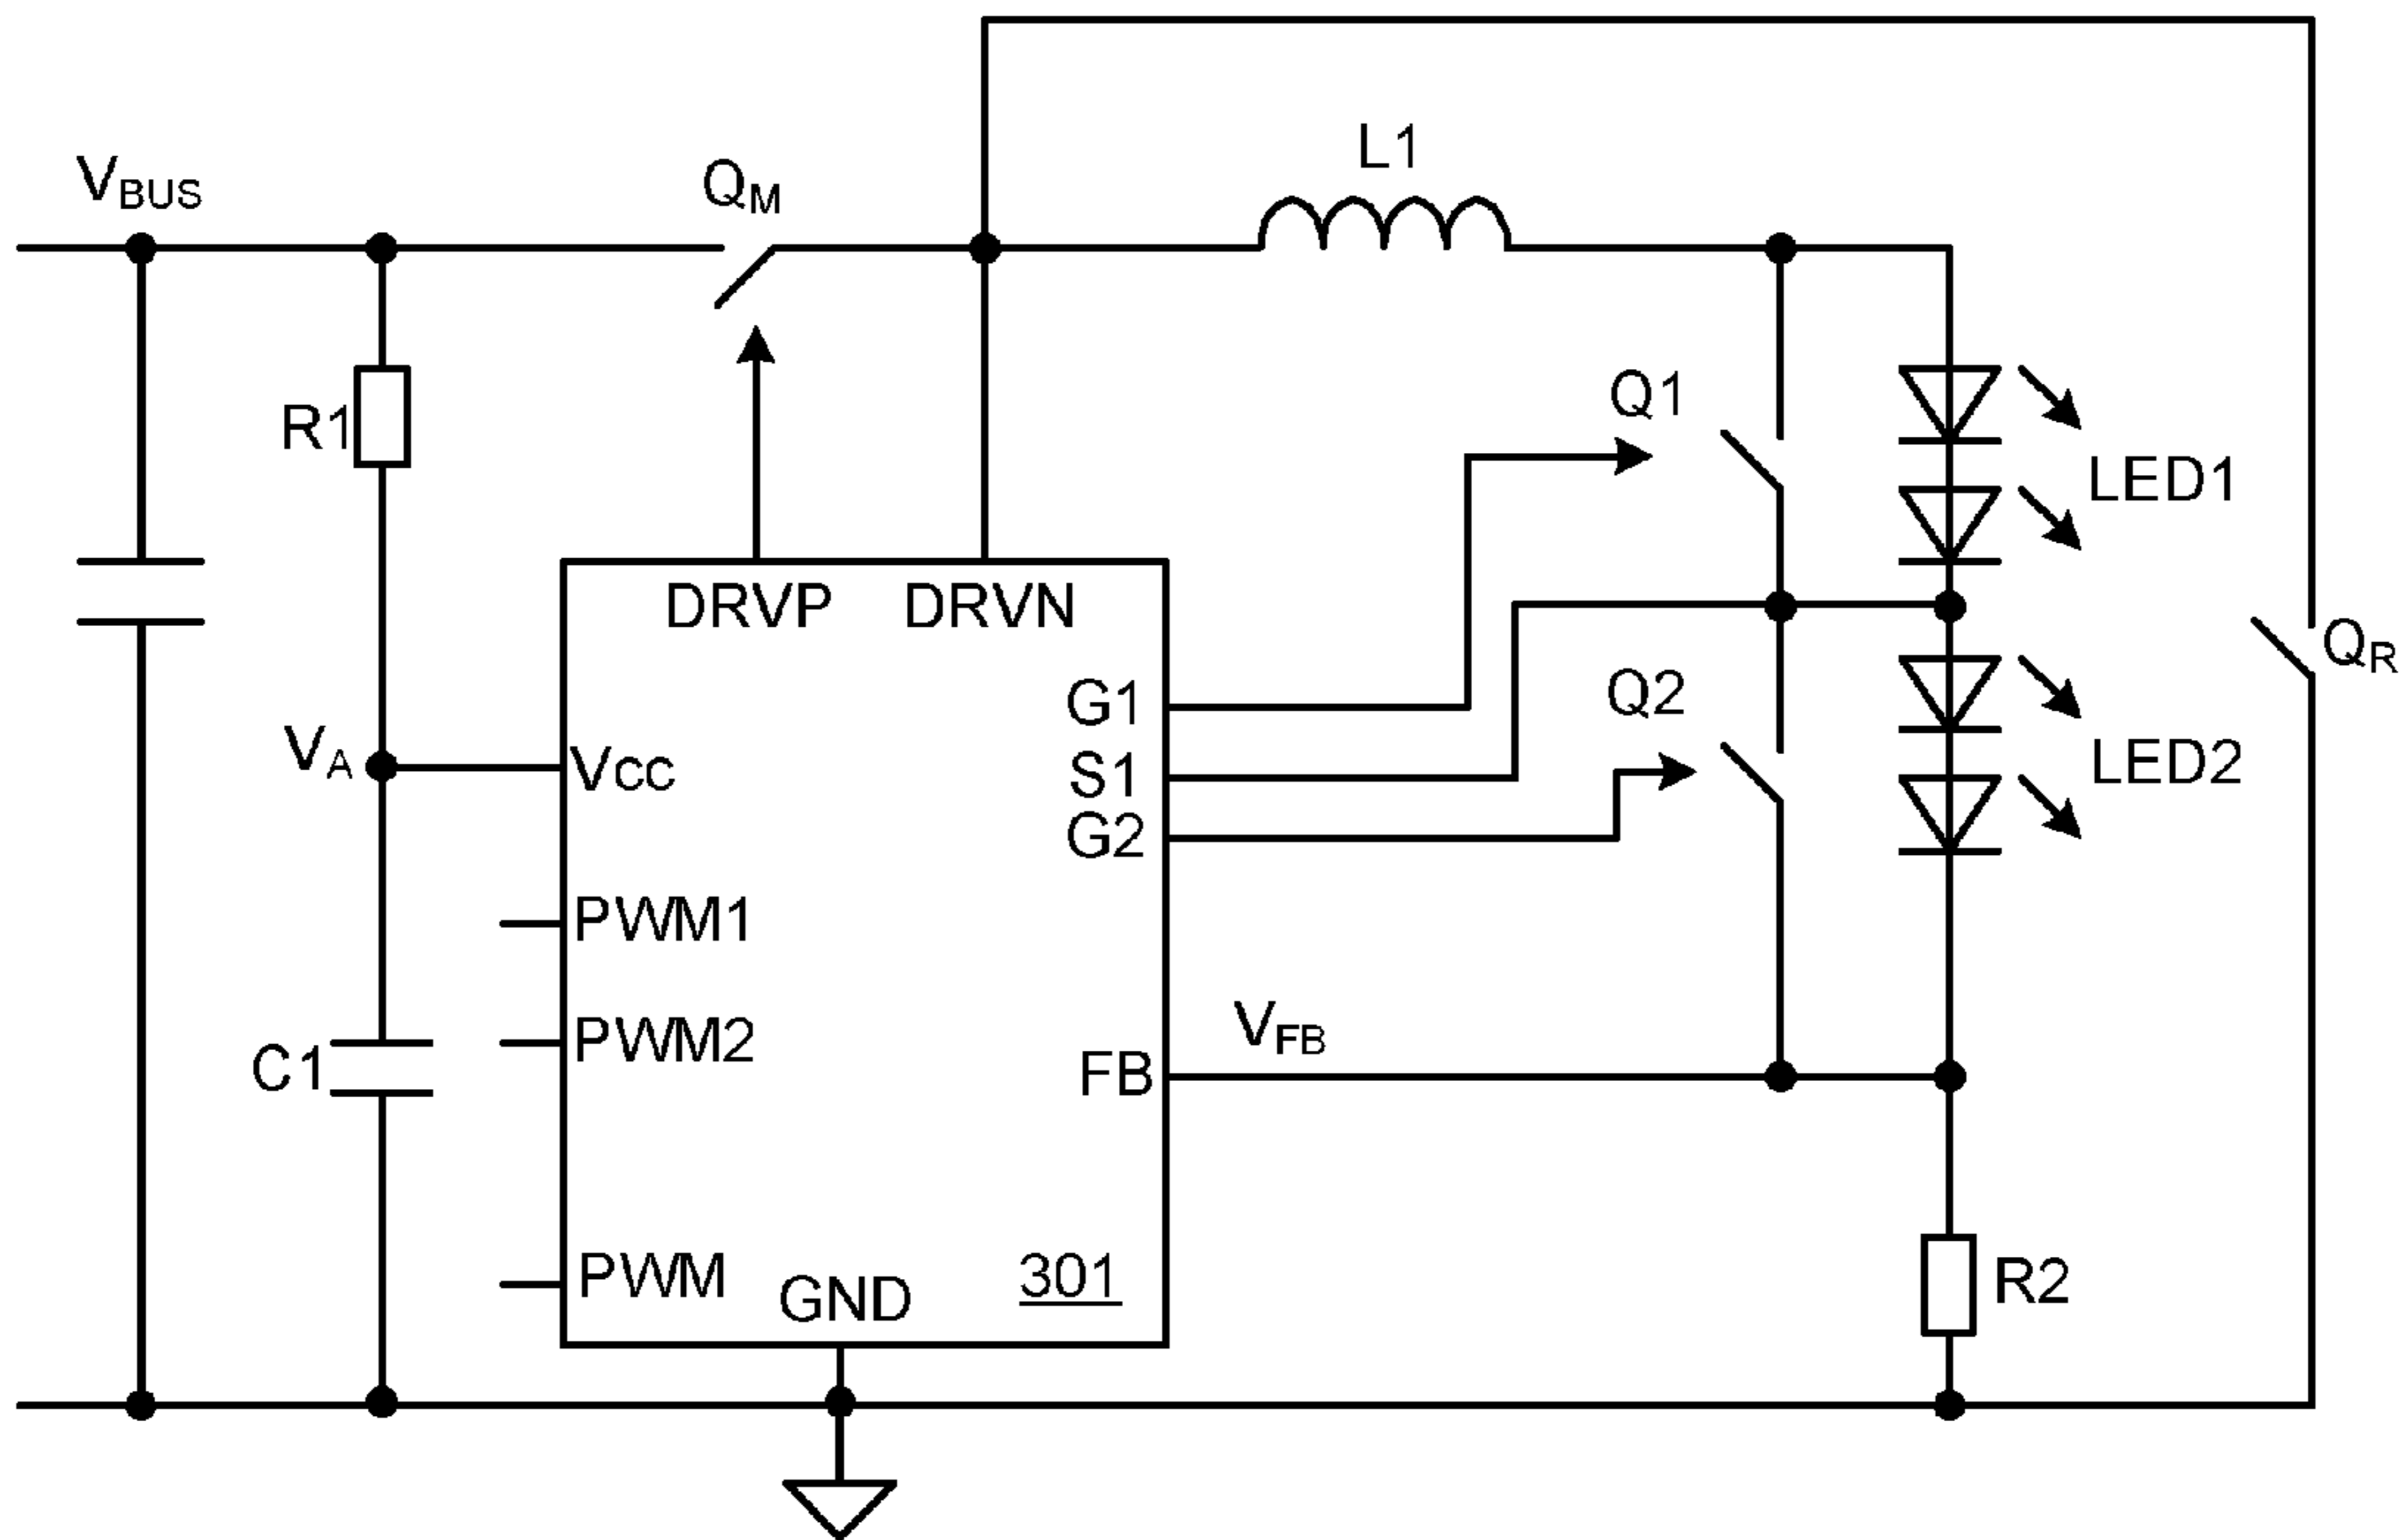 L1
VBUS
QM
R1
Q1
LED1
DRVP
DRVN
QR
G1
Q2
VA
VCC
S1
LED2
G2
PWM1
VFB
PWM2
C1
FB
PWM
301
R2
GND